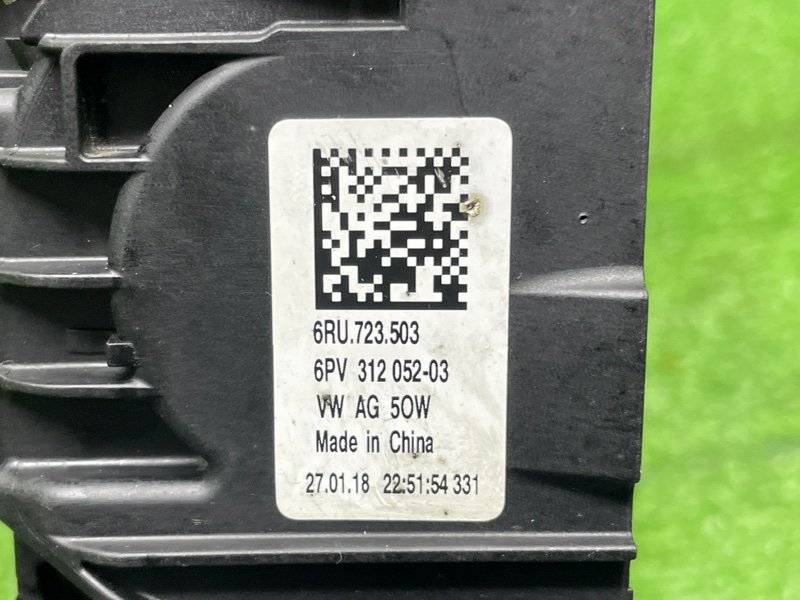 6RU.723.503
6PV 312 052-03
VW AG 5OW
Made in China
27.01.18 22:51:54 331